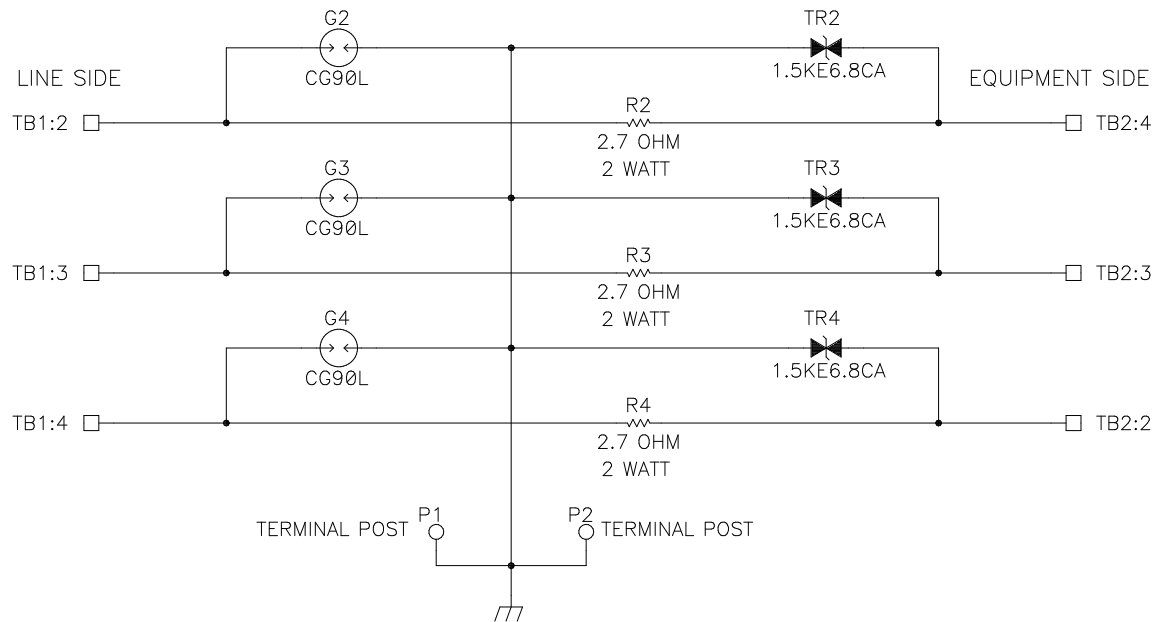 G2
TR2
CG90L
1.5KE6.8CA
LINE SIDE
EQUIPMENT SIDE
TB1:2
R2
TB2:4
2.7 OHM
2 WATT
G3
TR3
CG90L
1.5KE6.8CA
TB1:3
R3
TB2:3
2.7 OHM
2 WATT
G4
TR4
CG90L
1.5KE6.8CA
TB1:4
R4
TB2:2
2.7 OHM
2 WATT
TERMINAL POST P1
P2 TERMINAL POST